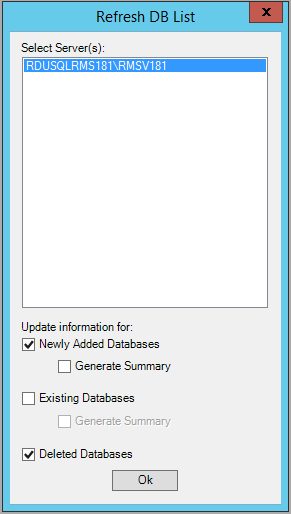 Refresh DB List
x
Select Server(s):
RDUSQLRMS181\RMSV181
Update information for:
Newly Added Databases
Generate Summary
Existing Databases
Generate Summary
Deleted Databases
Ok